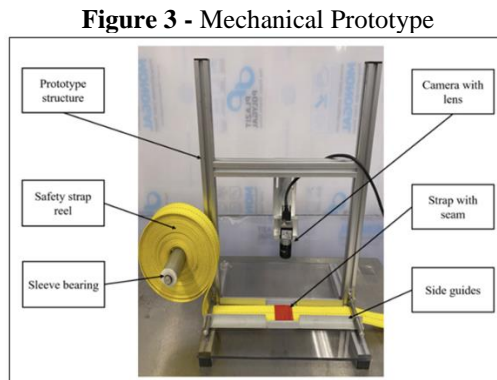 Figure 3 - Mechanical Prototype
Prototype
structure
Safety strap
reel
Sleeve bearing
Camera with
lens
Strap with
seam
Side guides